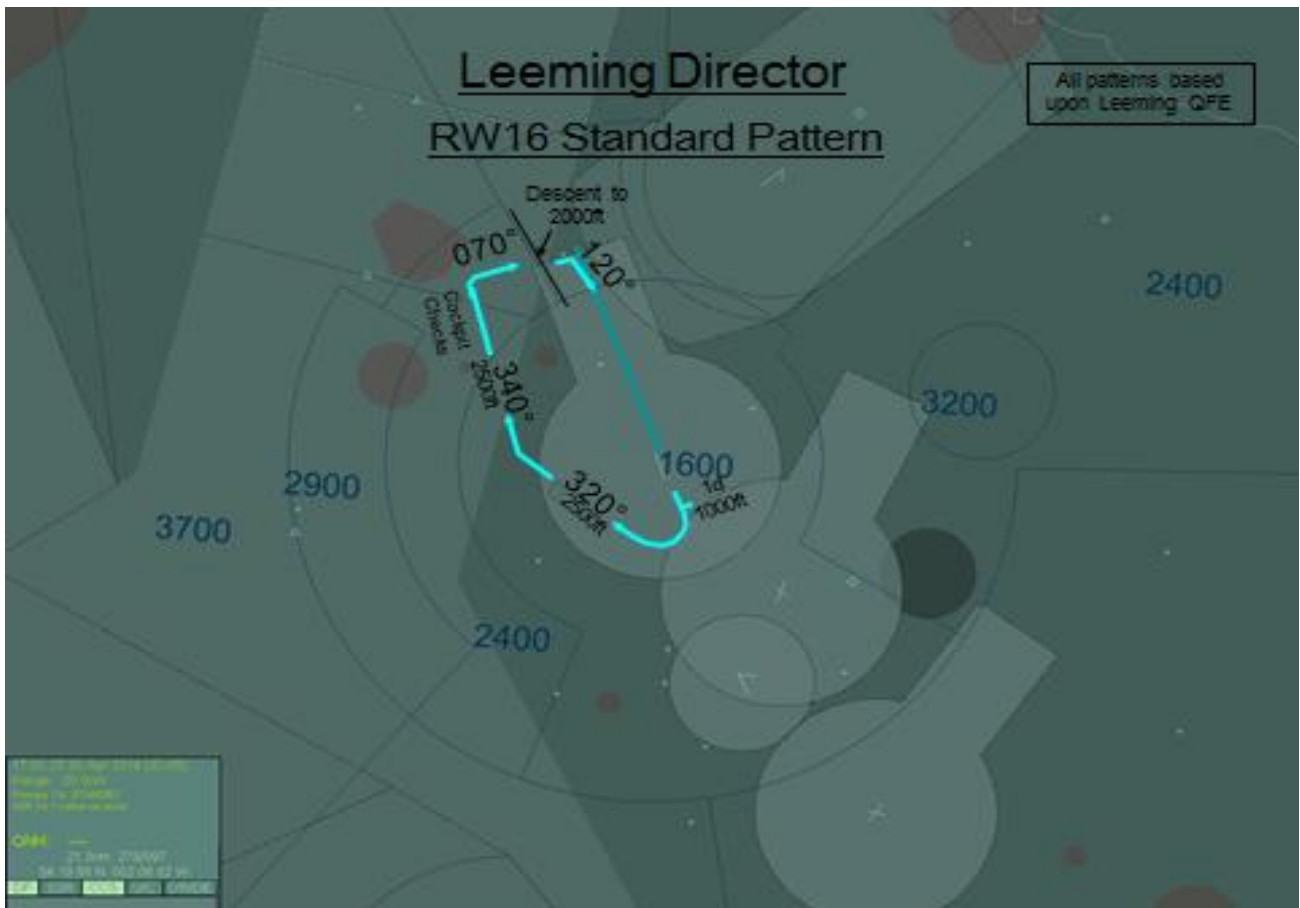 Leeming Director
All patterns based
upon Leeming QFE
RW16 Standard Pattern
Descent to
2000ft
070°
120°
Cockpit
Checks
2400
340°
2500ft
3200
1600
2900
320°
2500ft
1000ft
3700
2400
QNH